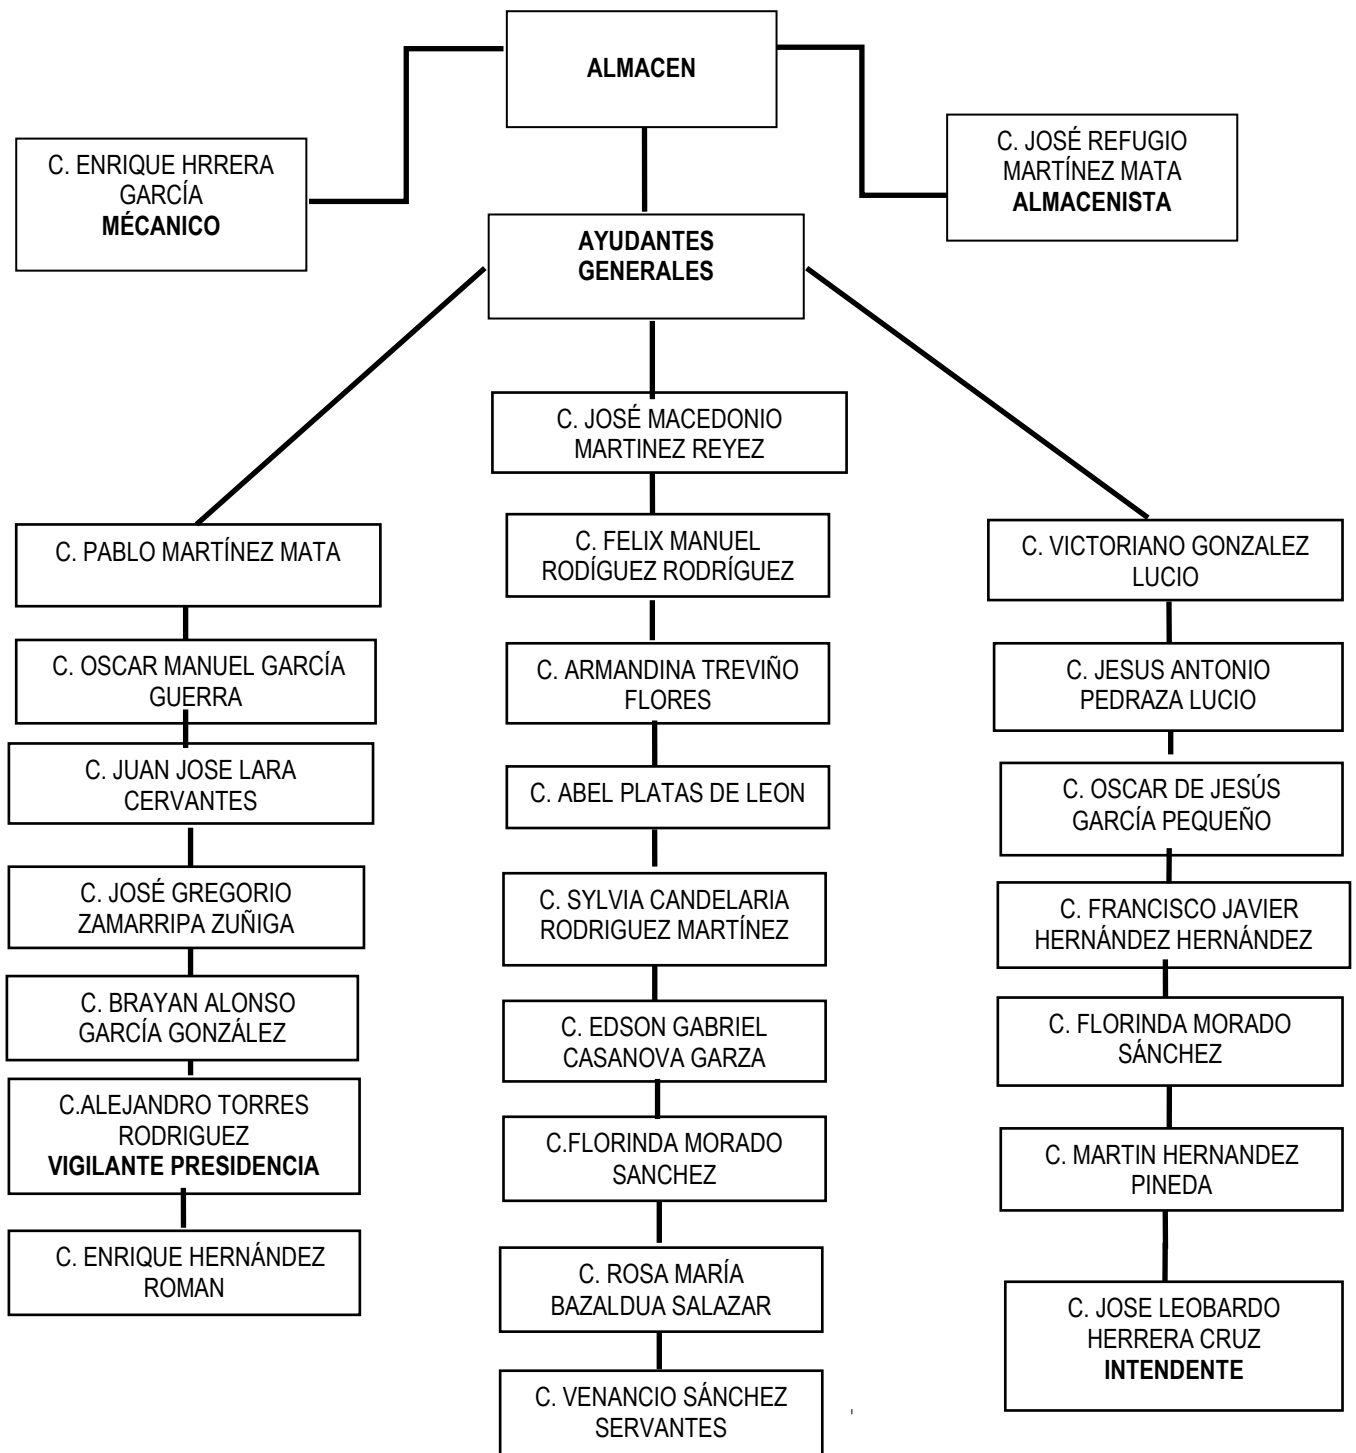 ALMACEN
C. ENRIQUE HRRERA
GARCÍA
MÉCANICO
C. JOSÉ REFUGIO
MARTÍNEZ MATA
ALMACENISTA
AYUDANTES
GENERALES
C. PABLO MARTÍNEZ MATA
C. OSCAR MANUEL GARCÍA
GUERRA
C. JUAN JOSE LARA
CERVANTES
C. JOSÉ GREGORIO
ZAMARRIPA ZUÑIGA
C. BRAYAN ALONSO
GARCÍA GONZÁLEZ
C.ALEJANDRO TORRES
RODRIGUEZ
VIGILANTE PRESIDENCIA
C. ENRIQUE HERNÁNDEZ
ROMAN
C. JOSÉ MACEDONIO
MARTINEZ REYEZ
C. FELIX MANUEL
RODÍGUEZ RODRÍGUEZ
C. ARMANDINA TREVIÑO
FLORES
C. ABEL PLATAS DE LEON
C. SYLVIA CANDELARIA
RODRIGUEZ MARTÍNEZ
C. EDSON GABRIEL
CASANOVA GARZA
C.FLORINDA MORADO
SANCHEZ
C. ROSA MARÍA
BAZALDUA SALAZAR
C. VENANCIO SÁNCHEZ
SERVANTES
C. VICTORIANO GONZALEZ
LUCIO
C. JESUS ANTONIO
PEDRAZA LUCIO
C. OSCAR DE JESÚS
GARCÍA PEQUEÑO
C. FRANCISCO JAVIER
HERNÁNDEZ HERNÁNDEZ
C. FLORINDA MORADO
SÁNCHEZ
C. MARTIN HERNANDEZ
PINEDA
C. JOSE LEOBARDO
HERRERA CRUZ
INTENDENTE